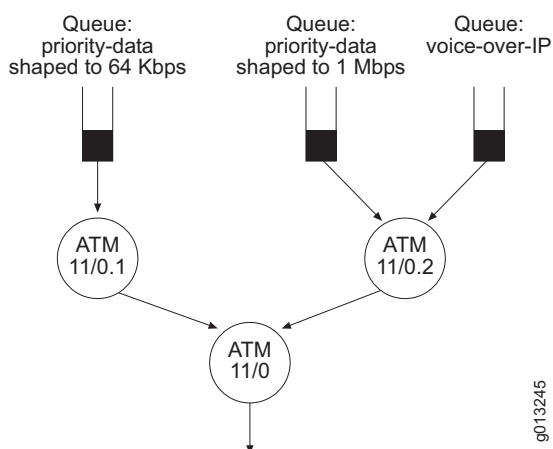 Queue:
priority-data
shaped to 64 Kbps
Queue:
priority-data
shaped to 1 Mbps
Queue:
voice-over-IP
ATM
11/0.1
ATM
11/0.2
ATM
11/0
g013245